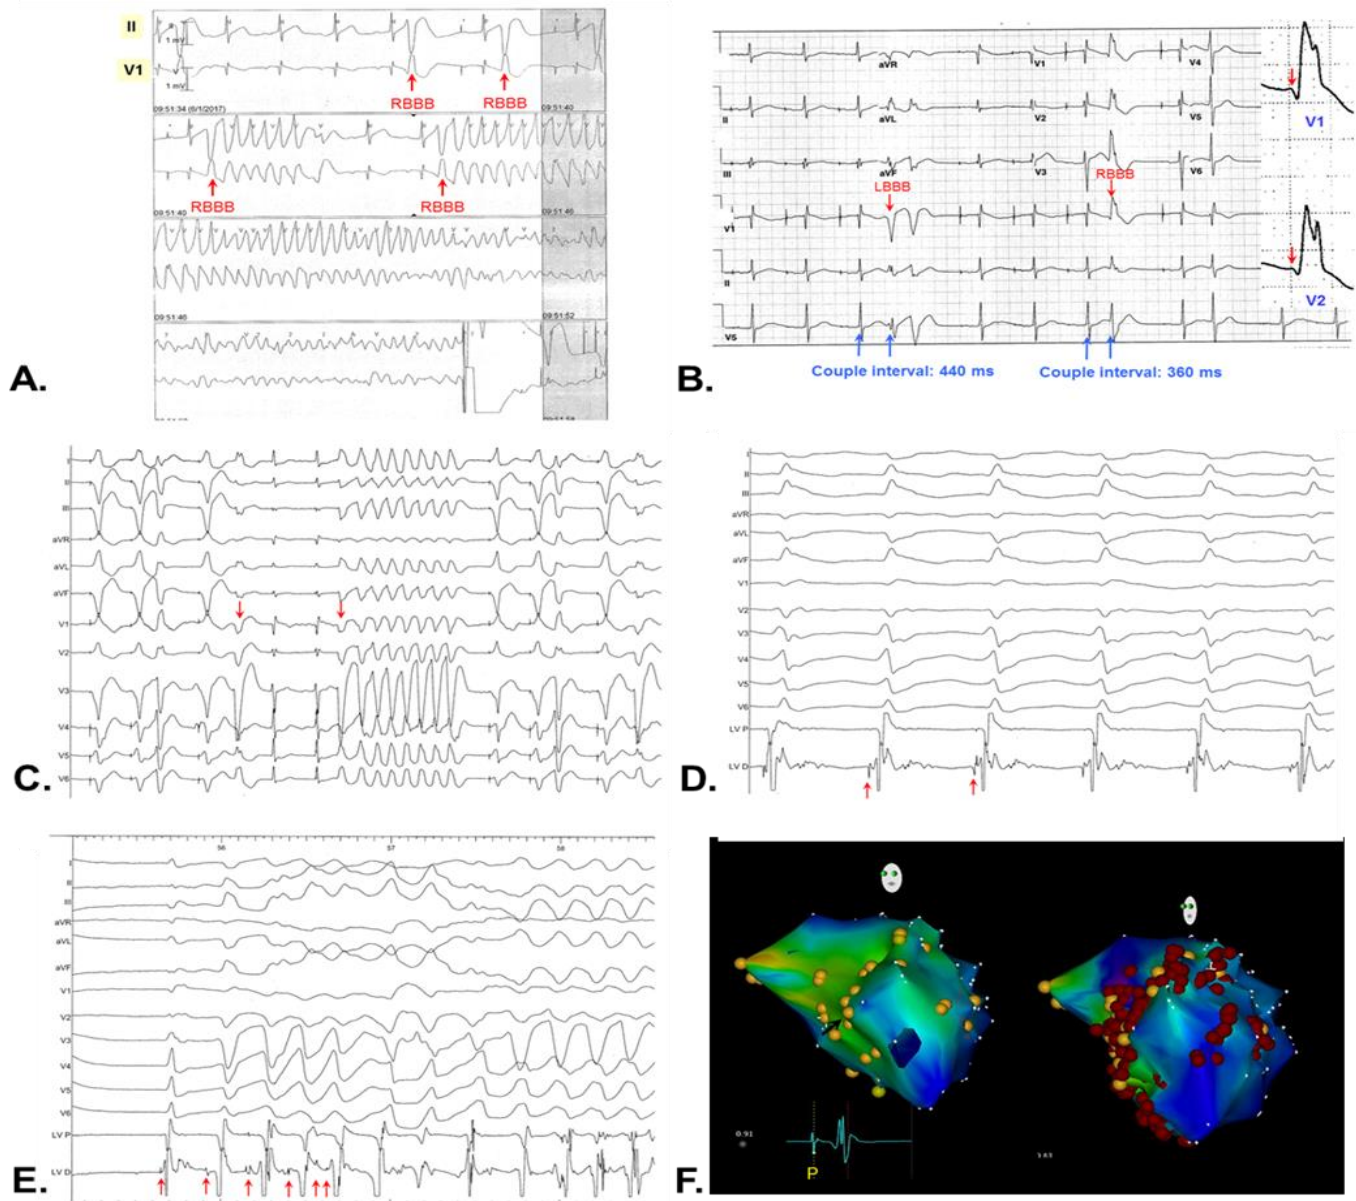 II
1 mV
V1
1 mV
RBBB
RBBB
09:51:34 (6/1/2017)
09:51:40
RBBB
RBBB
09:51:40
09:51:46
09:51:46
09:51:52
A.
aVR
V1
V4
II
aVL
V2
V5
III
aVF
V3
V6
LBBB
RBBB
V1
II
V5
V1
V2
B.
Couple interval: 440 ms
Couple interval: 360 ms
I
II
III
aVR
aVL
aVF
V1
V2
V3
V4
V5
V6
C.
I
II
III
aVR
aVL
aVF
V1
V2
V3
V4
V5
V6
LV P
LV D
D.
56
57
58
I
II
III
aVR
aVL
aVF
V1
V2
V3
V4
V5
V6
LV P
LV D
E.
0.91
P
F.